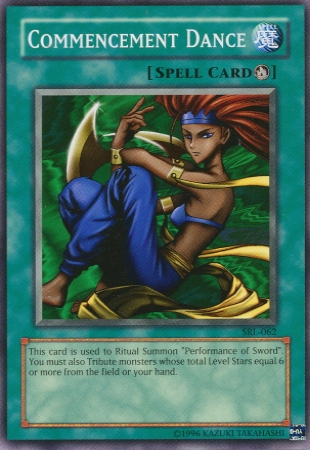 COMMENCEMENT DANCE 魔
[SPELL CARD]
SRL-062
This card is used to Ritual Summon "Performance of Sword".
You must also Tribute monsters whose total Level Stars equal 6
or more from the field or your hand.
©1996 KAZUKI TAKAHASHI